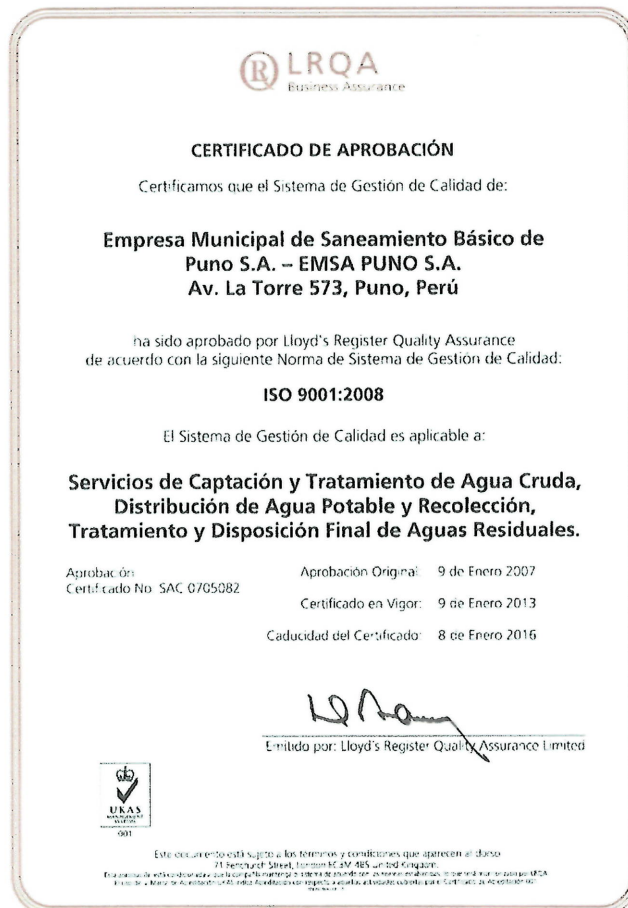 LRQA
Business Assurance
CERTIFICADO DE APROBACIÓN
Certificamos que el Sistema de Gestión de Calidad de:
Empresa Municipal de Saneamiento Básico de
Puno S.A. – EMSA PUNO S.A.
Av. La Torre 573, Puno, Perú
ha sido aprobado por Lloyd's Register Quality Assurance
de acuerdo con la siguiente Norma de Sistema de Gestión de Calidad:
ISO 9001:2008
El Sistema de Gestión de Calidad es aplicable a:
Servicios de Captación y Tratamiento de Agua Cruda,
Distribución de Agua Potable y Recolección,
Tratamiento y Disposición Final de Aguas Residuales.
Aprobación
Certificado No SAC 0705082
Aprobación Original: 9 de Enero 2007
Certificado en Vigor: 9 de Enero 2013
Caducidad del Certificado: 8 de Enero 2016
Emitido por: Lloyd's Register Quality Assurance Limited
UKAS
MANAGEMENT
SYSTEMS
001
Este documento está sujeto a los términos y condiciones que aparecen al dorso
71 Fenchurch Street, London EC3M 4BS United Kingdom.